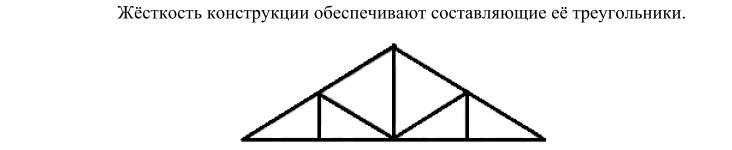 Жёсткость конструкции обеспечивают составляющие её треугольники.